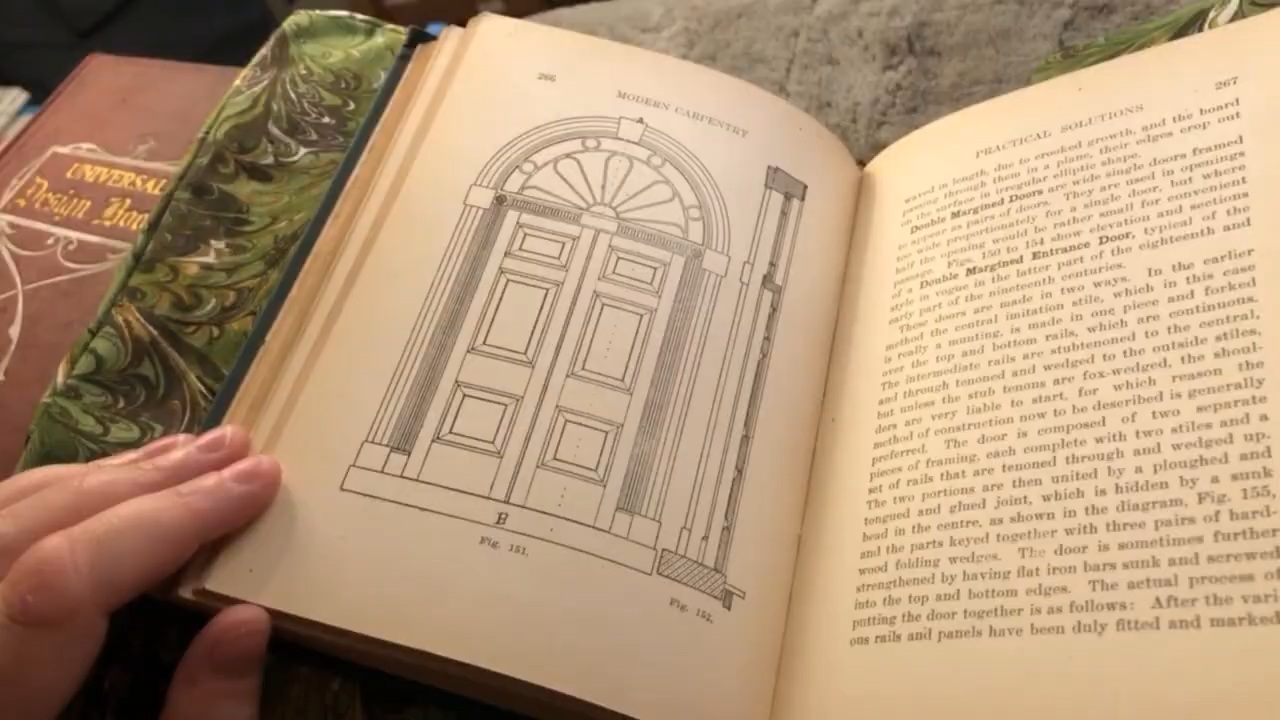 UNIVERSAL
Design Boo
266
MODERN CARPENTRY
B
Fig. 151.
Fig. 152.
267
PRACTICAL SOLUTIONS
waved in length, due to crooked growth, and the board
passing through them in a plane, their edges crop out
on the surface in irregular elliptic shape.
Double Margined Doors are wide single doors framed
to appear as pairs of doors. They are used in openings
too wide proportionately for a single door, but where
half the opening would be rather small for convenient
passage. Figs. 150 to 154 show elevation and sections
of a Double Margined Entrance Door, typical of the
style in vogue in the latter part of the eighteenth and
early part of the nineteenth centuries.
These doors are made in two ways. In the earlier
method the central imitation stile, which in this case
is really a munting, is made in one piece and forked
over the top and bottom rails, which are continuous.
The intermediate rails are stubtenoned to the central,
and through tenoned and wedged to the outside stiles,
but unless the stub tenons are fox-wedged, the shoul-
ders are very liable to start, for which reason the
method of construction now to be described is generally
preferred. The door is composed of two separate
pieces of framing, each complete with two stiles and a
set of rails that are tenoned through and wedged up.
The two portions are then united by a ploughed and
tongued and glued joint, which is hidden by a sunk
bead in the centre, as shown in the diagram, Fig. 155,
and the parts keyed together with three pairs of hard-
wood folding wedges. The door is sometimes further
strengthened by having flat iron bars sunk and screwed
into the top and bottom edges. The actual process of
putting the door together is as follows: After the vari
ous rails and panels have been duly fitted and marked